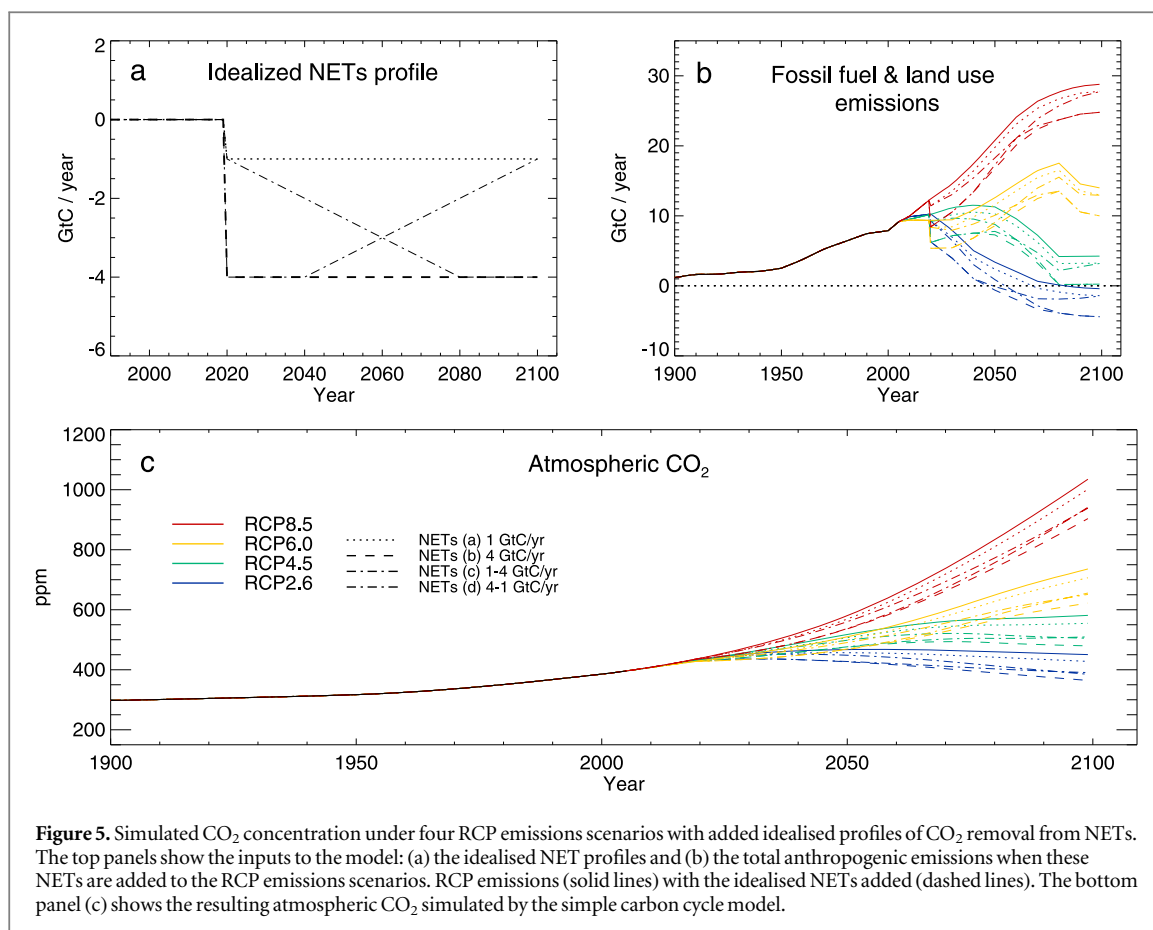 a Idealized NETs profile
GtC / year
2
0
-2
-4
-6
2000 2020 2040 2060 2080 2100
Year
b Fossil fuel & land use
emissions
GtC / year
30
20
10
0
-10
1900 1950 2000 2050 2100
Year
c Atmospheric CO₂
ppm
1200
1000
800
600
400
200
RCP8.5
RCP6.0
RCP4.5
RCP2.6
NETs (a) 1 GtC/yr
NETs (b) 4 GtC/yr
NETs (c) 1-4 GtC/yr
NETs (d) 4-1 GtC/yr
1900 1950 2000 2050 2100
Year
Figure 5. Simulated CO₂ concentration under four RCP emissions scenarios with added idealised profiles of CO₂ removal from NETs.
The top panels show the inputs to the model: (a) the idealised NET profiles and (b) the total anthropogenic emissions when these
NETs are added to the RCP emissions scenarios. RCP emissions (solid lines) with the idealised NETs added (dashed lines). The bottom
panel (c) shows the resulting atmospheric CO₂ simulated by the simple carbon cycle model.